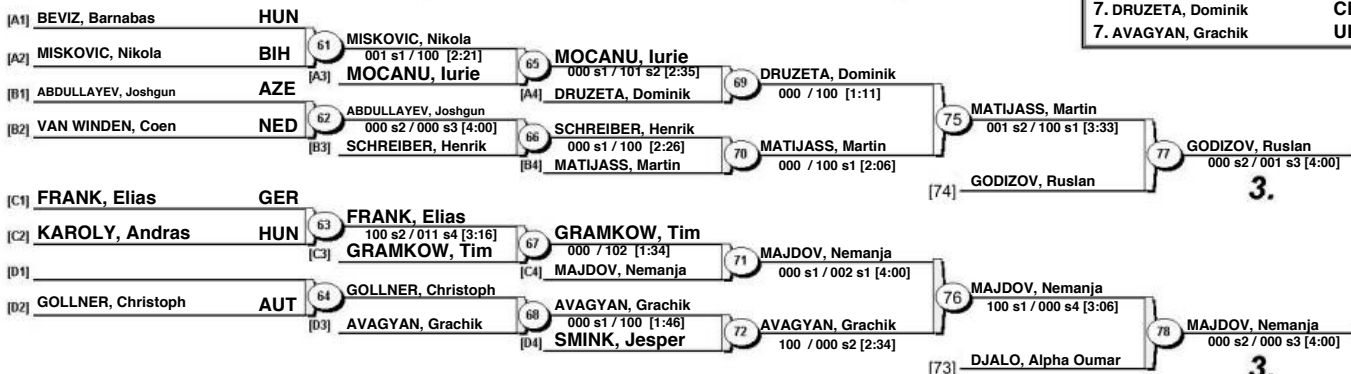 7. DRUZETA, Dominik
7. AVAGYAN, Grachik
[A1] BEVIZ, Barnabas HUN
[A2] MISKOVIC, Nikola BIH
61
MISKOVIC, Nikola
001 s1 / 100 [2:21]
[A3] MOCANU, Iurie
65
MOCANU, Iurie
000 s1 / 101 s2 [2:35]
[A4] DRUZETA, Dominik
69
DRUZETA, Dominik
000 / 100 [1:11]
[B1] ABDULLAYEV, Joshgun AZE
[B2] VAN WINDEN, Coen NED
62
ABDULLAYEV, Joshgun
000 s2 / 000 s3 [4:00]
[B3] SCHREIBER, Henrik
66
SCHREIBER, Henrik
000 s1 / 100 [2:26]
[B4] MATIJASS, Martin
70
MATIJASS, Martin
000 / 100 s1 [2:06]
75
MATIJASS, Martin
001 s2 / 100 s1 [3:33]
[74] GODIZOV, Ruslan
77
GODIZOV, Ruslan
000 s2 / 001 s3 [4:00]
3.
[C1] FRANK, Elias GER
[C2] KAROLY, Andras HUN
63
FRANK, Elias
100 s2 / 011 s4 [3:16]
[C3] GRAMKOW, Tim
67
GRAMKOW, Tim
000 / 102 [1:34]
[C4] MAJDOV, Nemanja
71
MAJDOV, Nemanja
000 s1 / 002 s1 [4:00]
[D1]
[D2] GOLLNER, Christoph AUT
64
GOLLNER, Christoph
[D3] AVAGYAN, Grachik
68
AVAGYAN, Grachik
000 s1 / 100 [1:46]
[D4] SMINK, Jesper
72
AVAGYAN, Grachik
100 / 000 s2 [2:34]
76
MAJDOV, Nemanja
100 s1 / 000 s4 [3:06]
[73] DJALO, Alpha Oumar
78
MAJDOV, Nemanja
000 s2 / 000 s3 [4:00]
3.